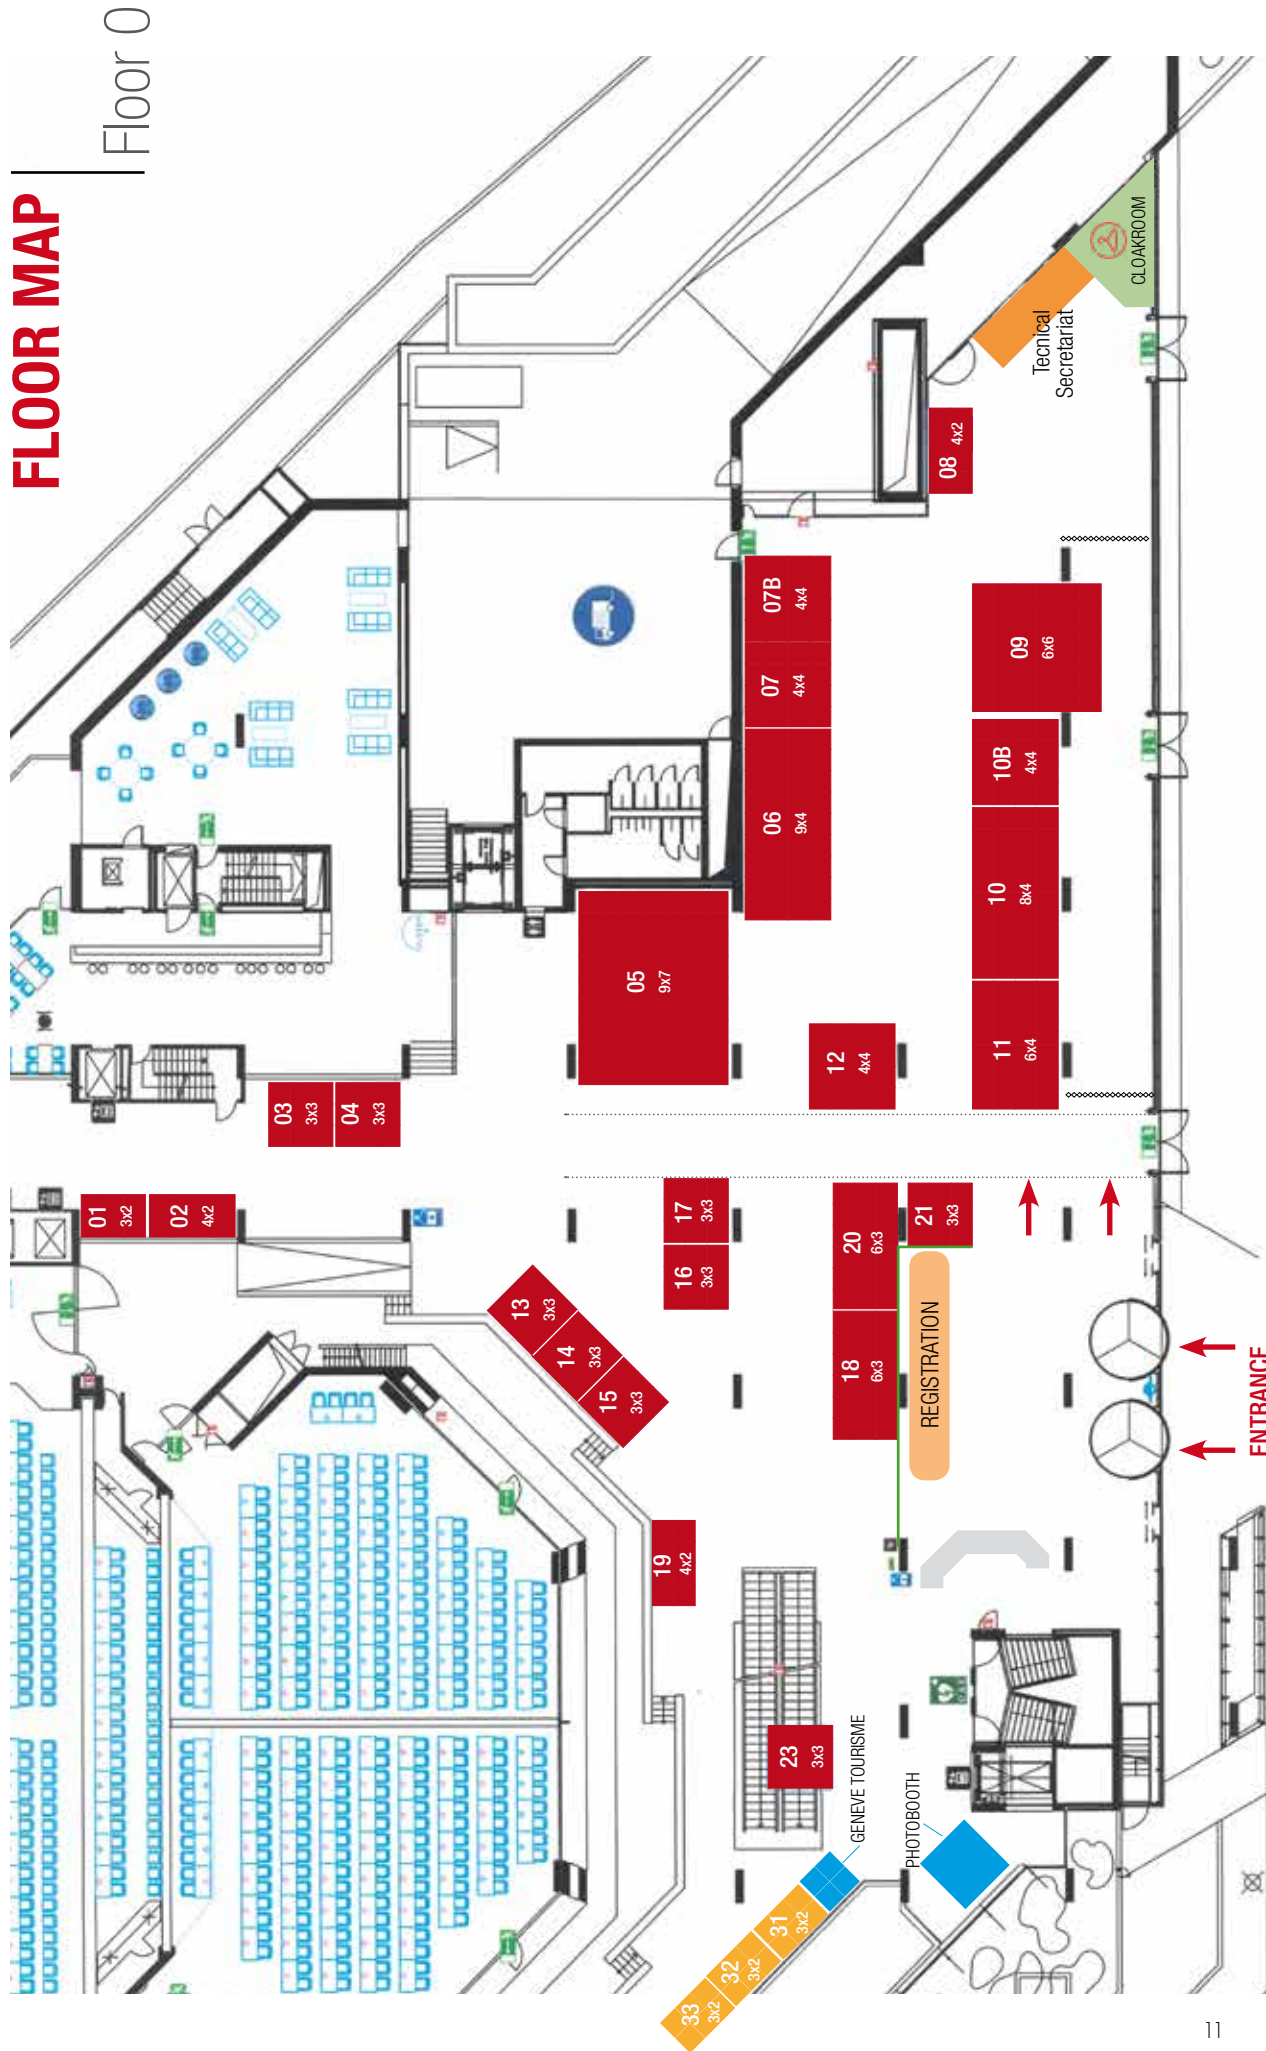 FLOOR MAP
Floor 0
01
3x2
02
4x2
03
3x3
04
3x3
05
9x7
06
9x4
07
4x4
07B
4x4
08
4x2
09
6x6
10B
4x4
10
8x4
11
6x4
12
4x4
13
3x3
14
3x3
15
3x3
16
3x3
17
3x3
18
6x3
19
4x2
20
6x3
21
3x3
23
3x3
31
3x2
32
3x2
33
3x2
REGISTRATION
ENTRANCE
Tecnical
Secretariat
CLOAKROOM
GENEVE TOURISME
PHOTOBOOTH
11